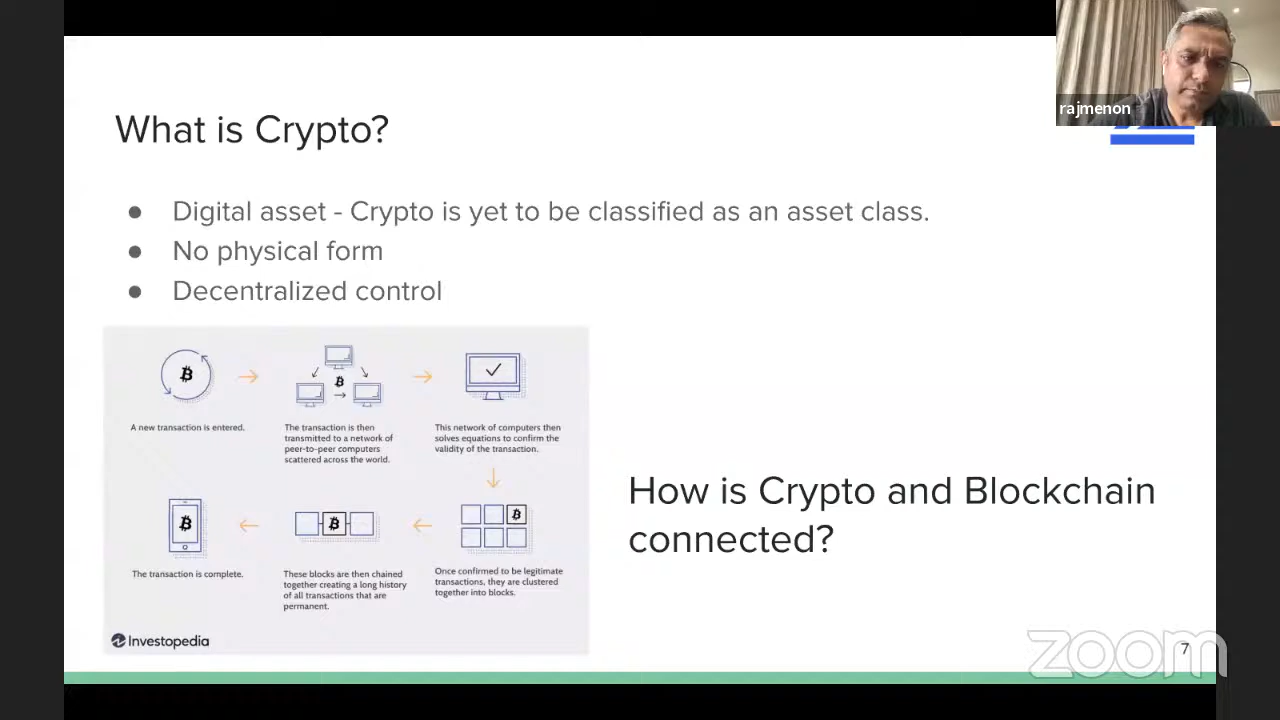 rajmenon
What is Crypto?
● Digital asset - Crypto is yet to be classified as an asset class.
● No physical form
● Decentralized control
A new transaction is entered.
The transaction is then
transmitted to a network of
peer-to-peer computers
scattered across the world.
This network of computers then
solves equations to confirm the
validity of the transaction.
The transaction is complete.
These blocks are then chained
together creating a long history
of all transactions that are
permanent.
Once confirmed to be legitimate
transactions, they are clustered
together into blocks.
Investopedia
How is Crypto and Blockchain
connected?
zoom
7